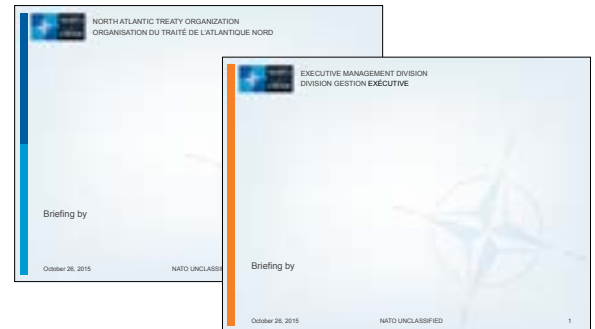 NORTH ATLANTIC TREATY ORGANIZATION
ORGANISATION DU TRAITÉ DE L'ATLANTIQUE NORD
Briefing by
October 26, 2015
NATO UNCLASSI
EXECUTIVE MANAGEMENT DIVISION
DIVISION GESTION EXÉCUTIVE
Briefing by
October 26, 2015
NATO UNCLASSIFIED
1